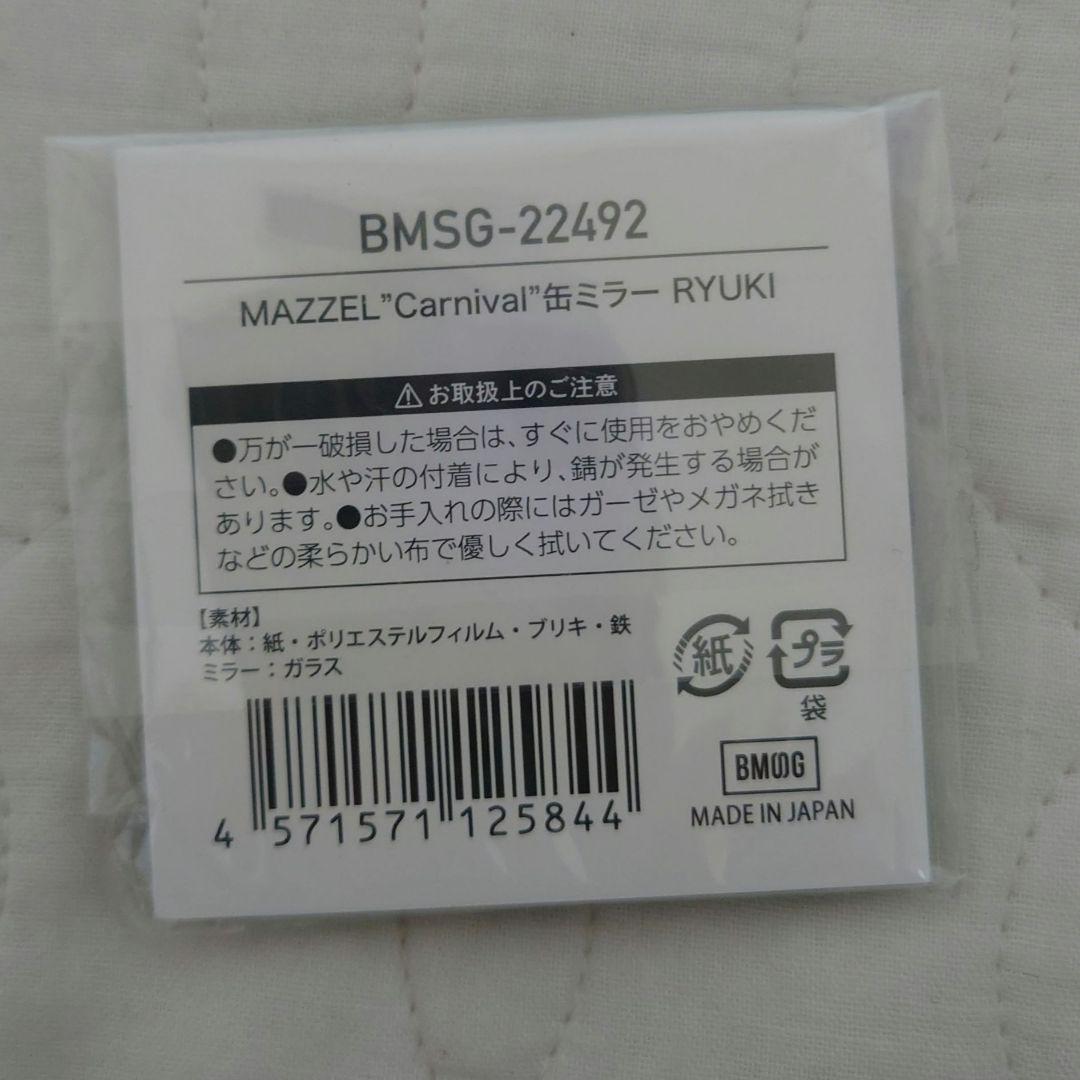 BMSG-22492
MAZZEL”Carnival”缶ミラー RYUKI
⚠お取扱上のご注意
●万が一破損した場合は、すぐに使用をおやめくだ
さい。●水や汗の付着により、錆が発生する場合が
あります。●お手入れの際にはガーゼやメガネ拭き
などの柔らかい布で優しく拭いてください。
【素材】
本体：紙・ポリエステルフィルム・ブリキ・鉄
ミラー：ガラス
紙
プラ
袋
4 571571 125844
BMSG
MADE IN JAPAN